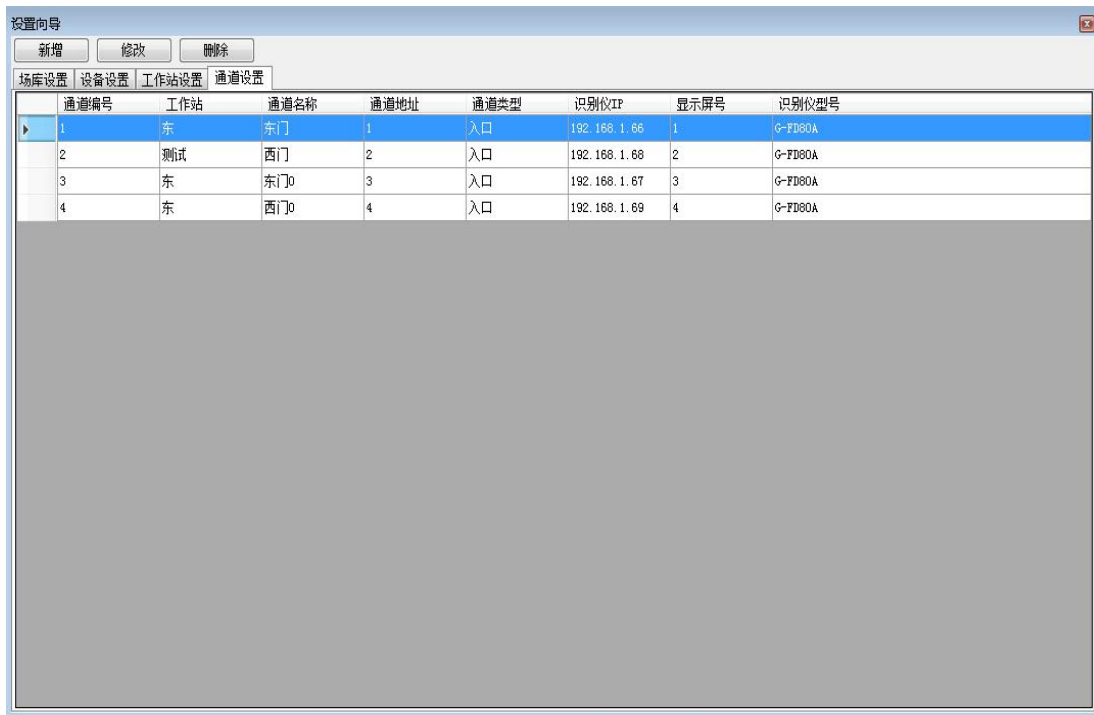 设置向导
新增 修改 删除
场库设置 设备设置 工作站设置 通道设置
通道编号 工作站 通道名称 通道地址 通道类型 识别仪IP 显示屏号 识别仪型号
1 东 东门 1 入口 192.168.1.66 1 G-FD80A
2 测试 西门 2 入口 192.168.1.68 2 G-FD80A
3 东 东门0 3 入口 192.168.1.67 3 G-FD80A
4 东 西门0 4 入口 192.168.1.69 4 G-FD80A